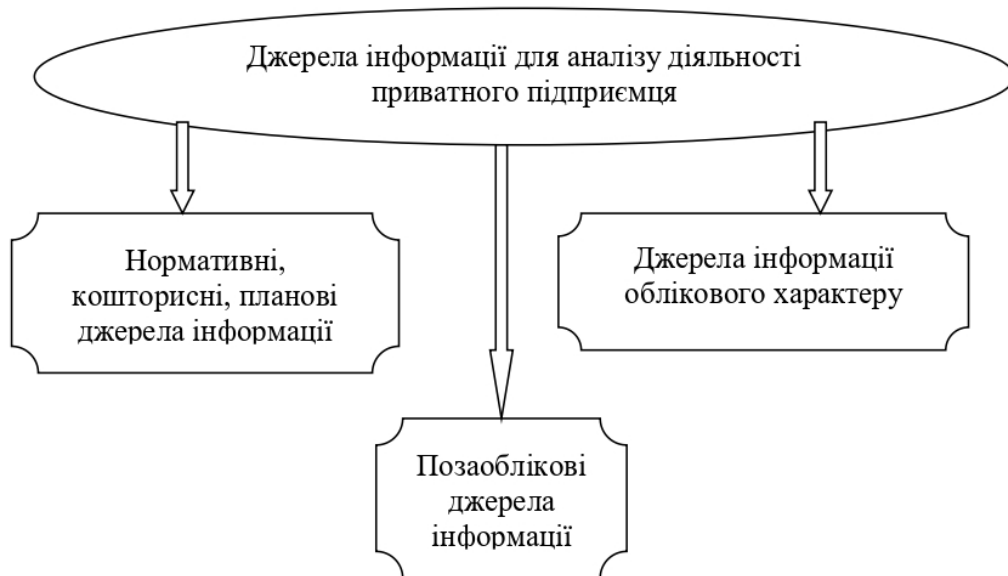 Джерела інформації для аналізу діяльності
приватного підприємця
Нормативні,
кошторисні, планові
джерела інформації
Джерела інформації
облікового характеру
Позаоблікові
джерела
інформації